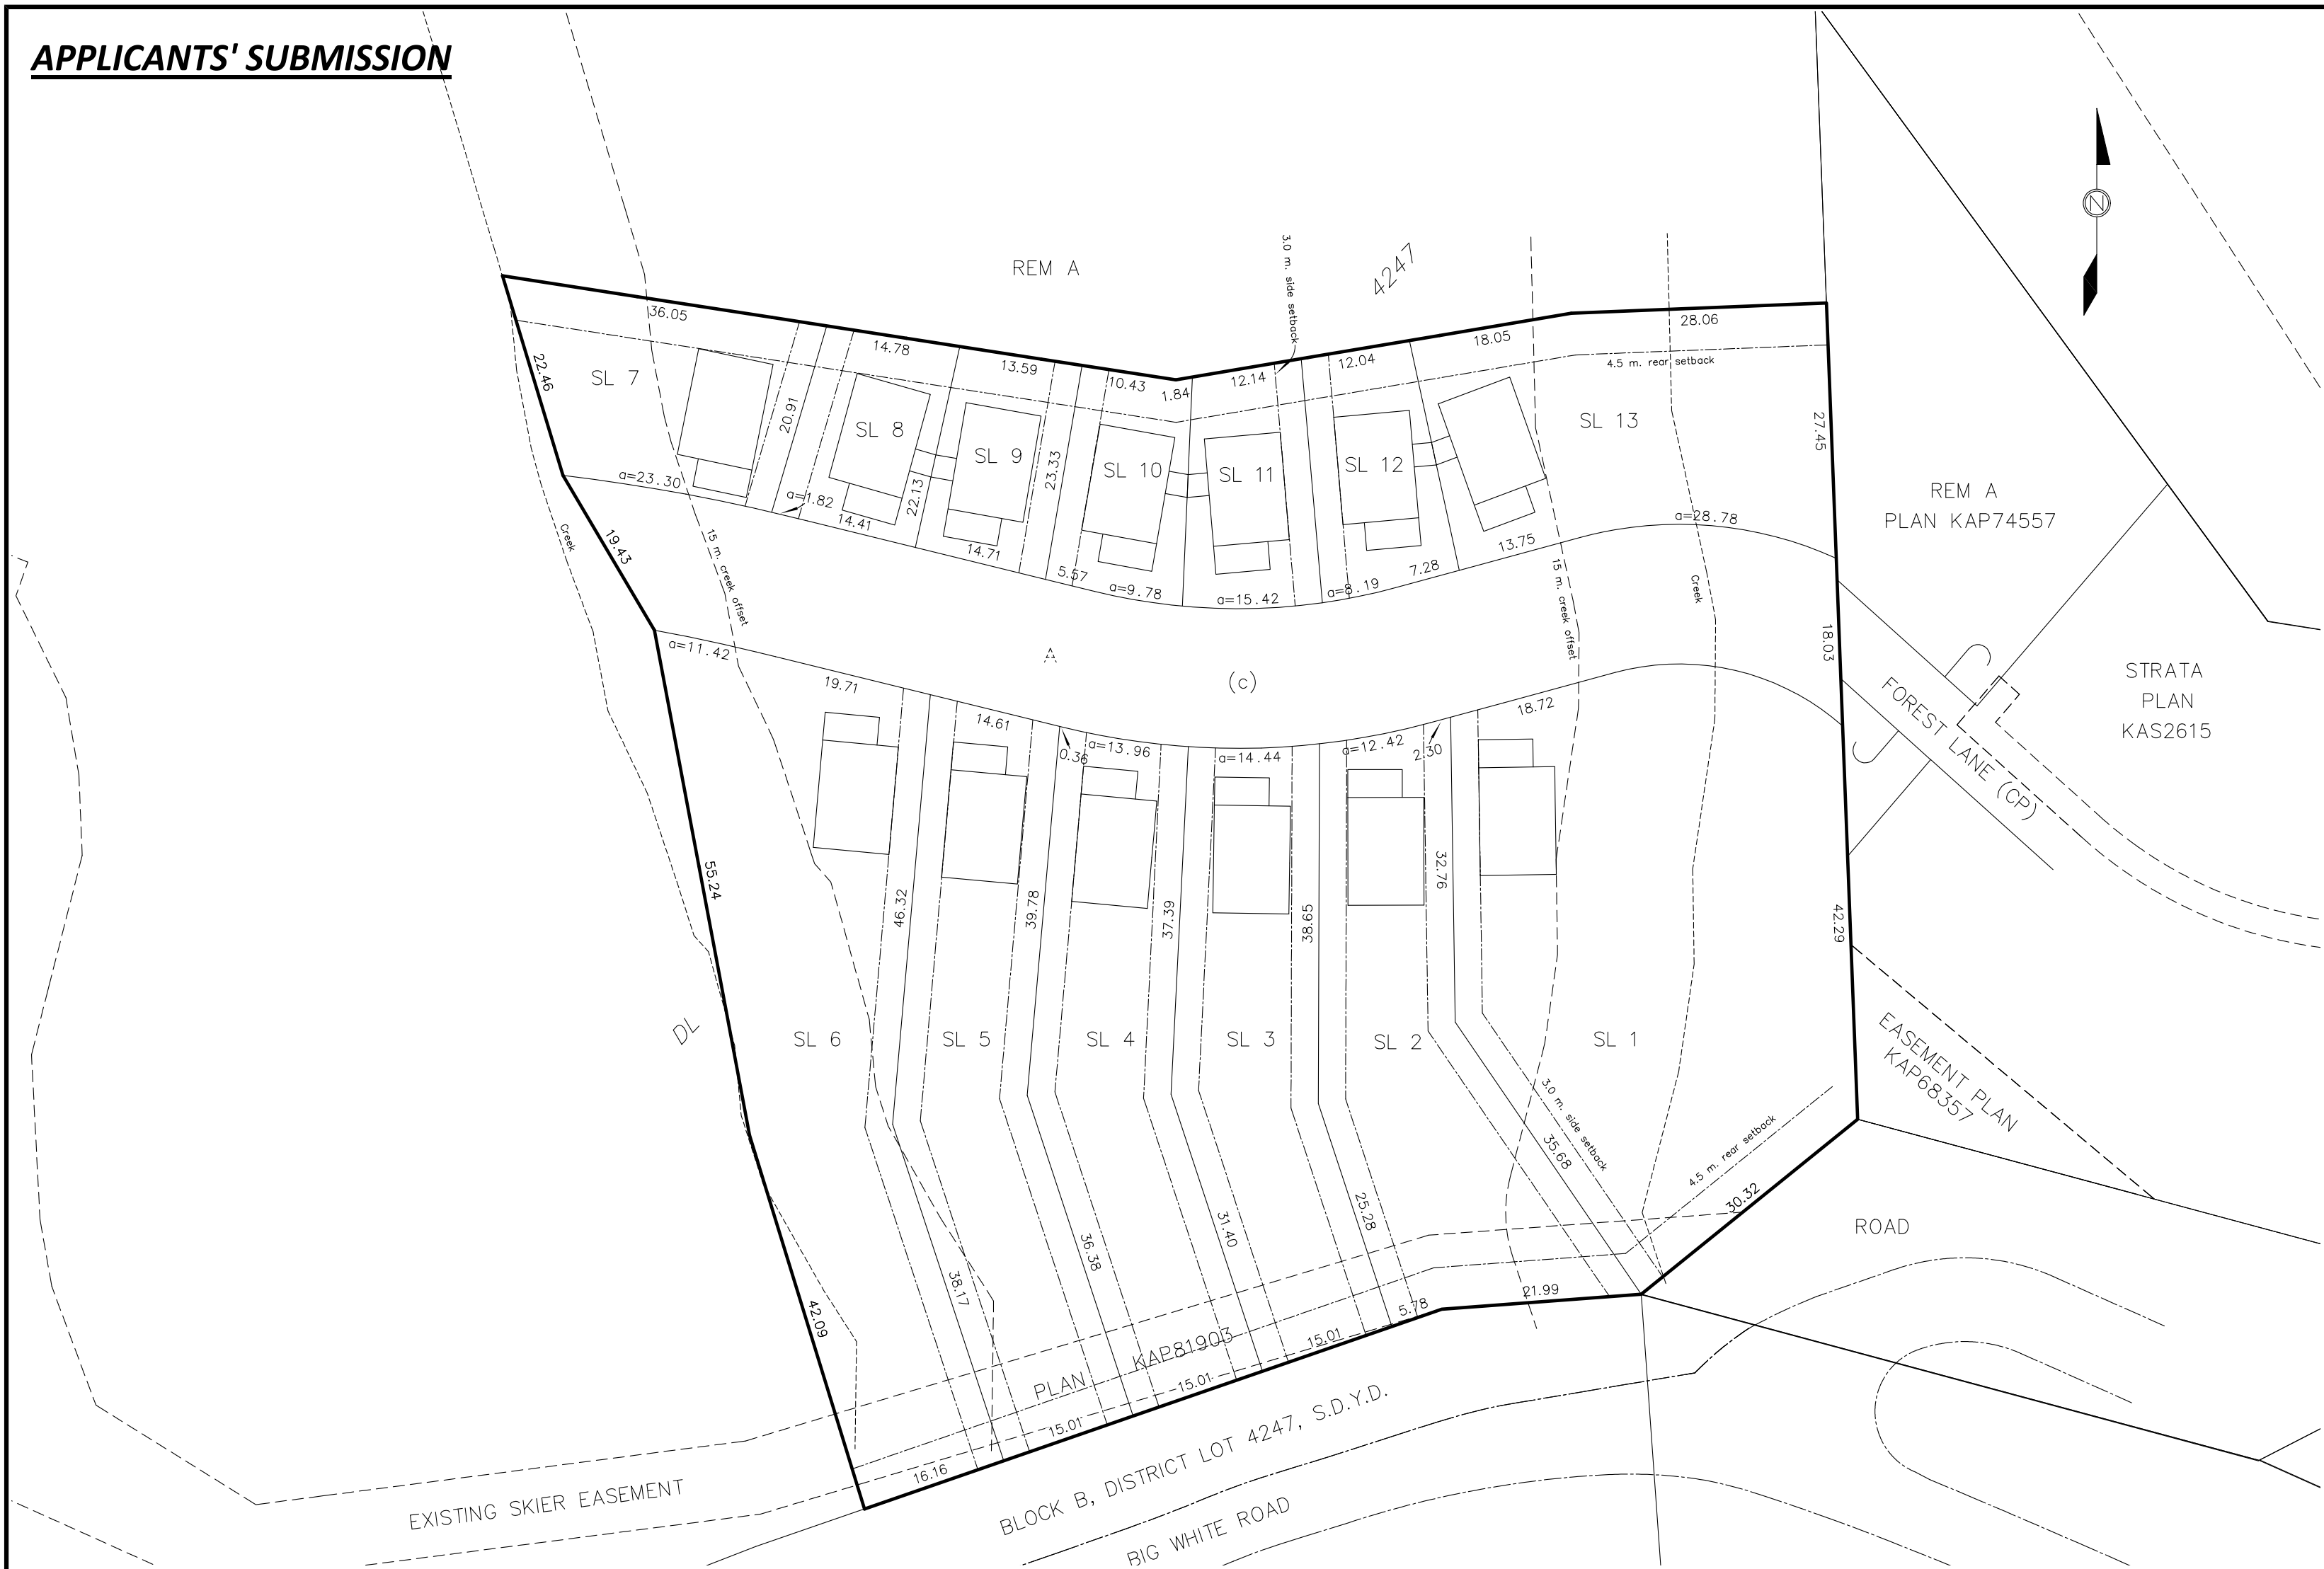 APPLICANTS' SUBMISSION
REM A
4247
3.0 m. side setback
N
36.05
14.78
13.59
10.43
1.84
12.14
12.04
18.05
28.06
4.5 m. rear setback
22.46
SL 7
20.91
SL 8
22.13
SL 9
23.33
SL 10
SL 11
SL 12
SL 13
27.45
a=23.30
a=1.82
14.41
14.71
5.57
a=9.78
a=15.42
a=8.19
7.28
13.75
a=28.78
REM A
PLAN KAP74557
Creek
19.43
15 m. creek offset
15 m. creek offset
Creek
18.03
A
(c)
STRATA
PLAN
KAS2615
FOREST LANE (CP)
a=11.42
19.71
14.61
0.36
a=13.96
a=14.44
a=12.42
2.30
18.72
55.24
46.32
39.78
37.39
38.65
32.76
42.29
DL
SL 6
SL 5
SL 4
SL 3
SL 2
SL 1
EASEMENT PLAN
KAP68357
3.0 m. side setback
35.68
4.5 m. rear setback
30.32
ROAD
42.09
38.17
36.38
31.40
25.28
5.78
21.99
PLAN KAP81903
16.16
15.01
15.01
15.01
EXISTING SKIER EASEMENT
BLOCK B, DISTRICT LOT 4247, S.D.Y.D.
BIG WHITE ROAD